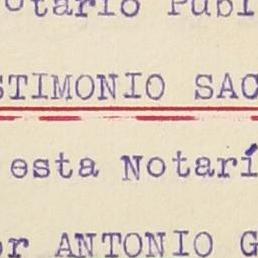 otario Publ
STIMONIO SAC
esta Notarí
or ANTONIO G